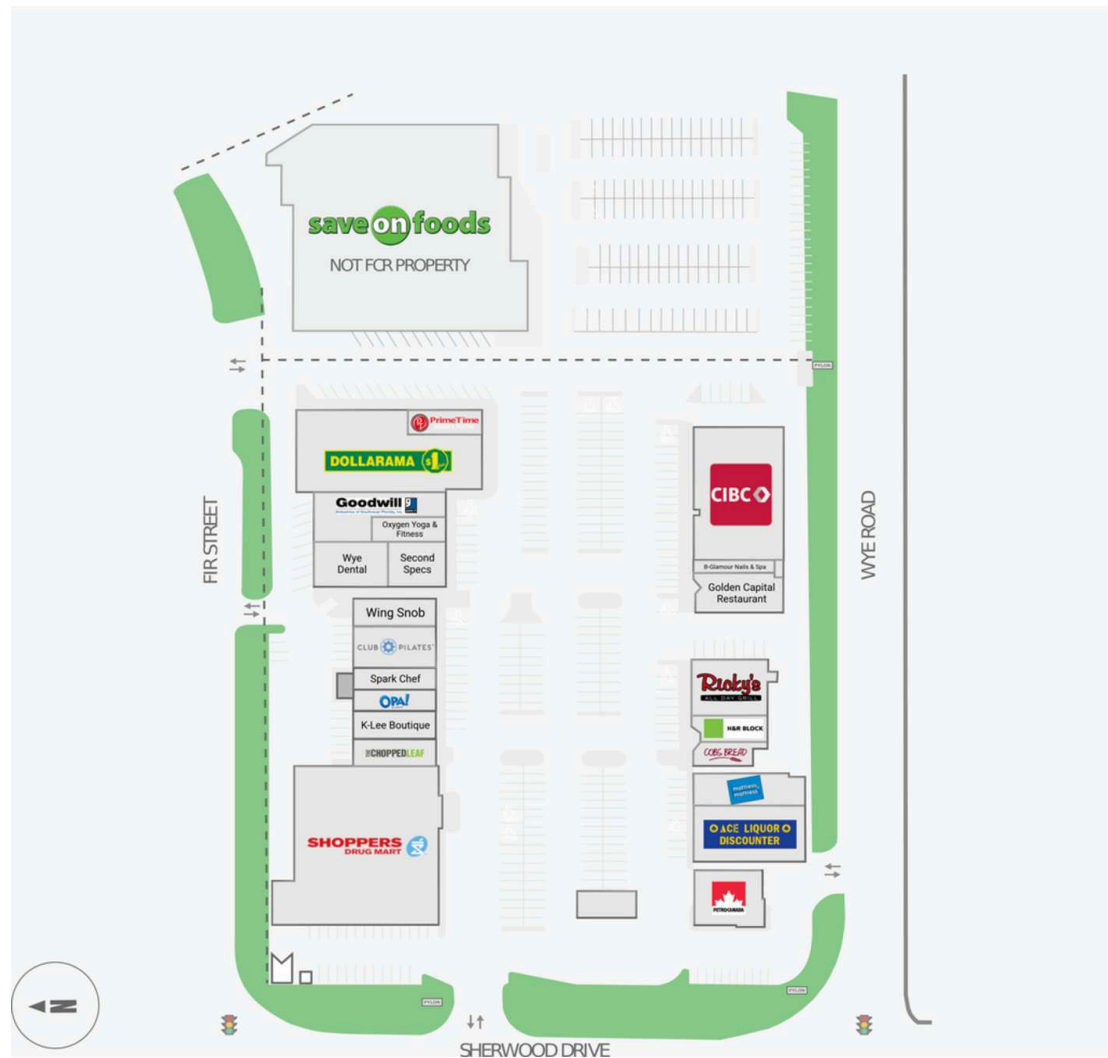 save on foods
NOT FCR PROPERTY
PYLON
PrimeTime
DOLLARAMA $1
Goodwill
Oxygen Yoga &
Fitness
Wye
Dental
Second
Specs
CIBC
B-Glamour Nails & Spa
Golden Capital
Restaurant
FIR STREET
WYE ROAD
Wing Snob
CLUB PILATES
Spark Chef
OPA!
K-Lee Boutique
THE CHOPPED LEAF
Ricky's
ALL DAY GRILL
H&R BLOCK
COBS BREAD
mattress
mattress
SHOPPERS
DRUG MART
ACE LIQUOR
DISCOUNTER
PETRO-CANADA
PYLON
PYLON
N
SHERWOOD DRIVE